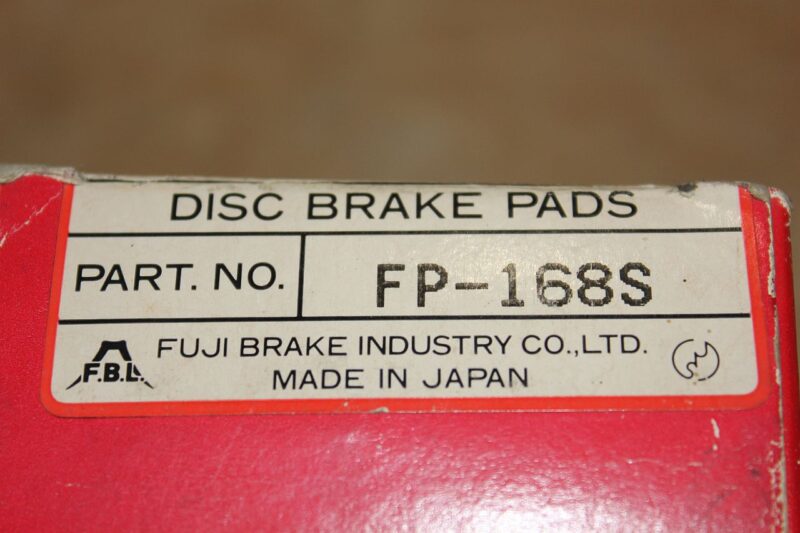 DISC BRAKE PADS
PART. NO. FP-168S
F.B.L. FUJI BRAKE INDUSTRY CO.,LTD.
MADE IN JAPAN